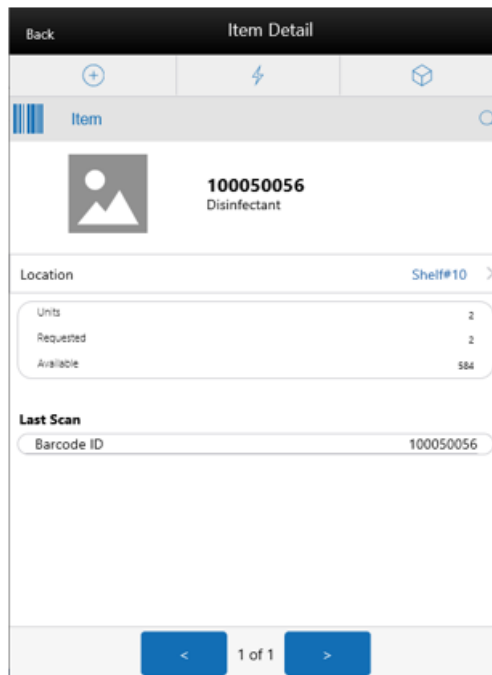 Back Item Detail
Item
100050056
Disinfectant
Location Shelf#10 >
Units 2
Requested 2
Available 584
Last Scan
Barcode ID 100050056
< 1 of 1 >